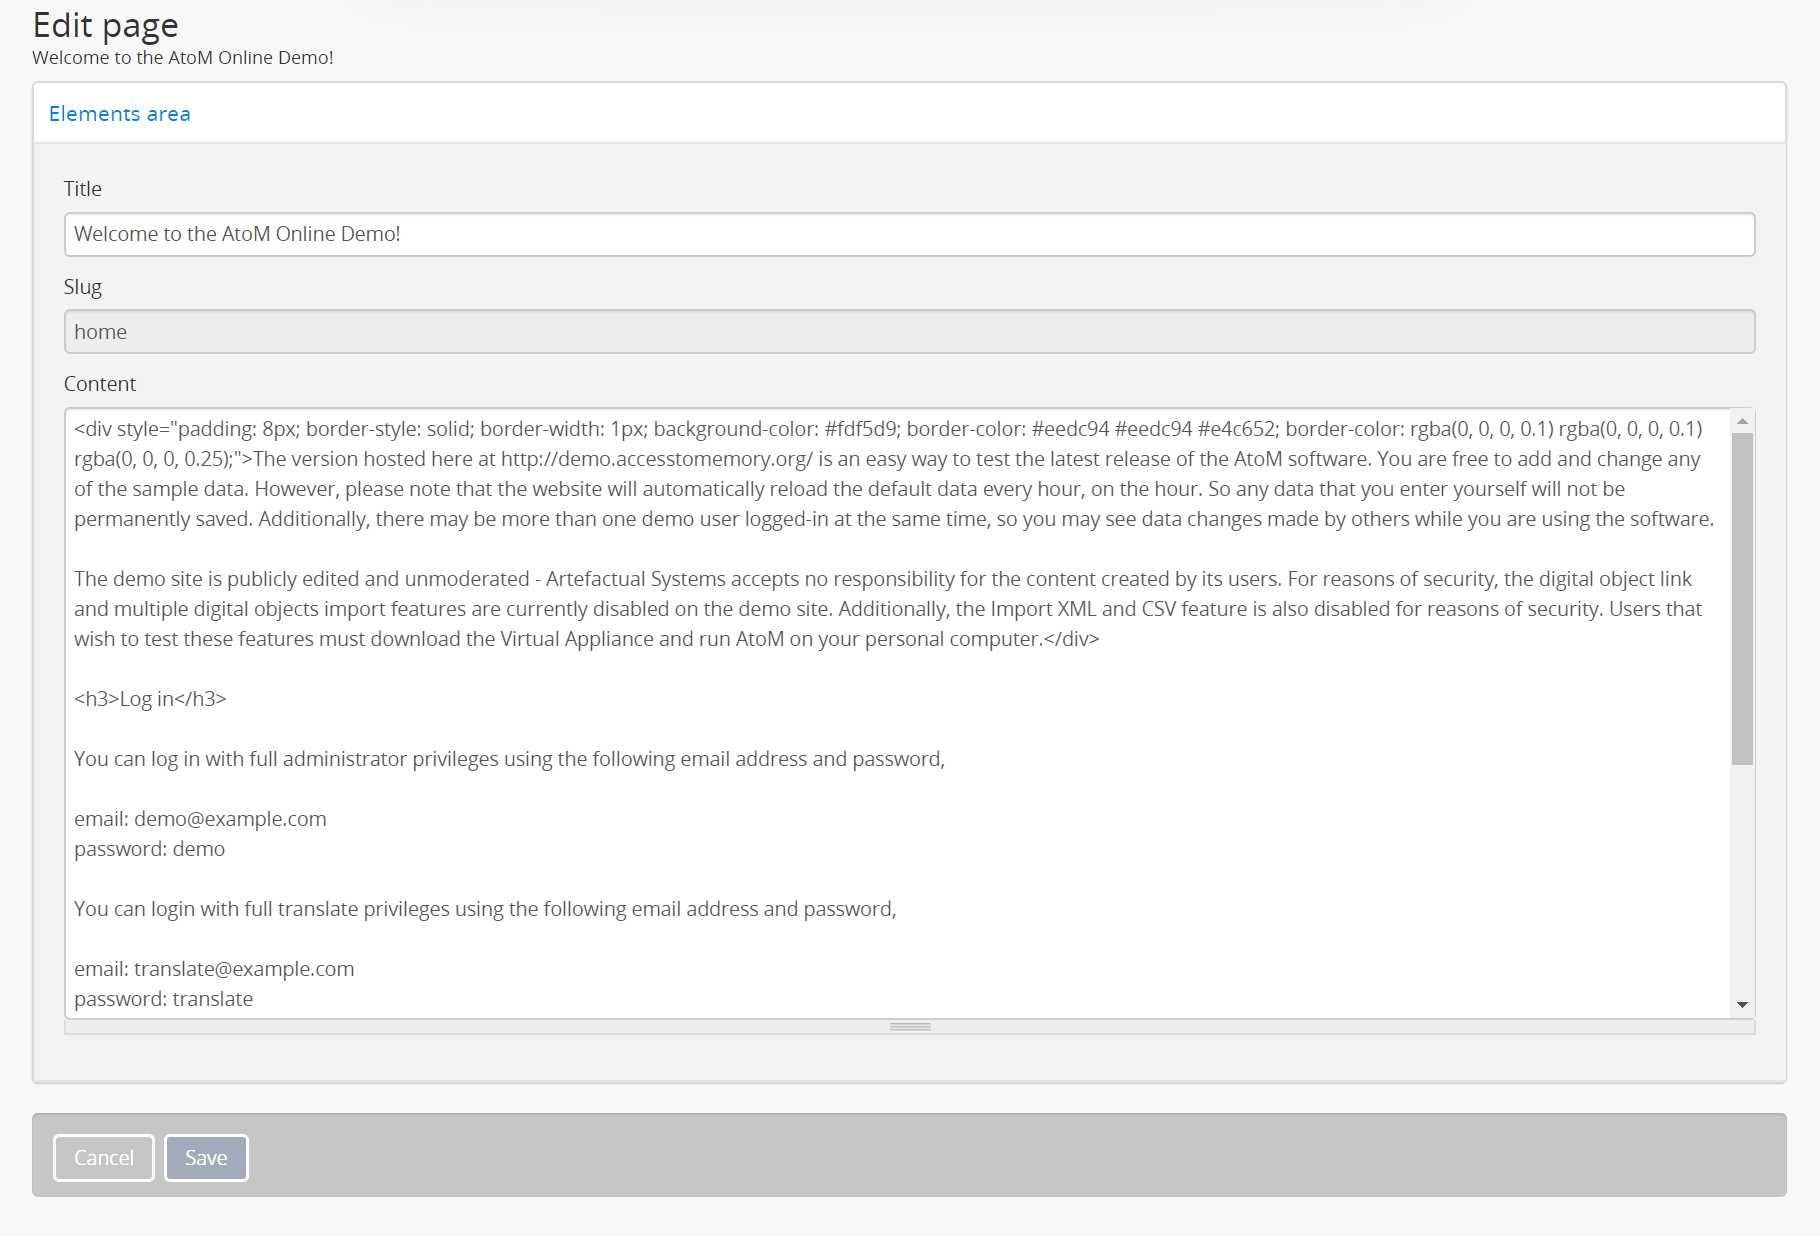 Edit page
Welcome to the AtoM Online Demo!
Elements area
Title
Welcome to the AtoM Online Demo!
Slug
home
Content
<div style="padding: 8px; border-style: solid; border-width: 1px; background-color: #fdf5d9; border-color: #eedc94 #eedc94 #e4c652; border-color: rgba(0, 0, 0, 0.1) rgba(0, 0, 0, 0.1)
rgba(0, 0, 0, 0.25);">The version hosted here at http://demo.accesstomemory.org/ is an easy way to test the latest release of the AtoM software. You are free to add and change any
of the sample data. However, please note that the website will automatically reload the default data every hour, on the hour. So any data that you enter yourself will not be
permanently saved. Additionally, there may be more than one demo user logged-in at the same time, so you may see data changes made by others while you are using the software.
The demo site is publicly edited and unmoderated - Artefactual Systems accepts no responsibility for the content created by its users. For reasons of security, the digital object link
and multiple digital objects import features are currently disabled on the demo site. Additionally, the Import XML and CSV feature is also disabled for reasons of security. Users that
wish to test these features must download the Virtual Appliance and run AtoM on your personal computer.</div>
<h3>Log in</h3>
You can log in with full administrator privileges using the following email address and password,
email: demo@example.com
password: demo
You can login with full translate privileges using the following email address and password,
email: translate@example.com
password: translate
Cancel
Save